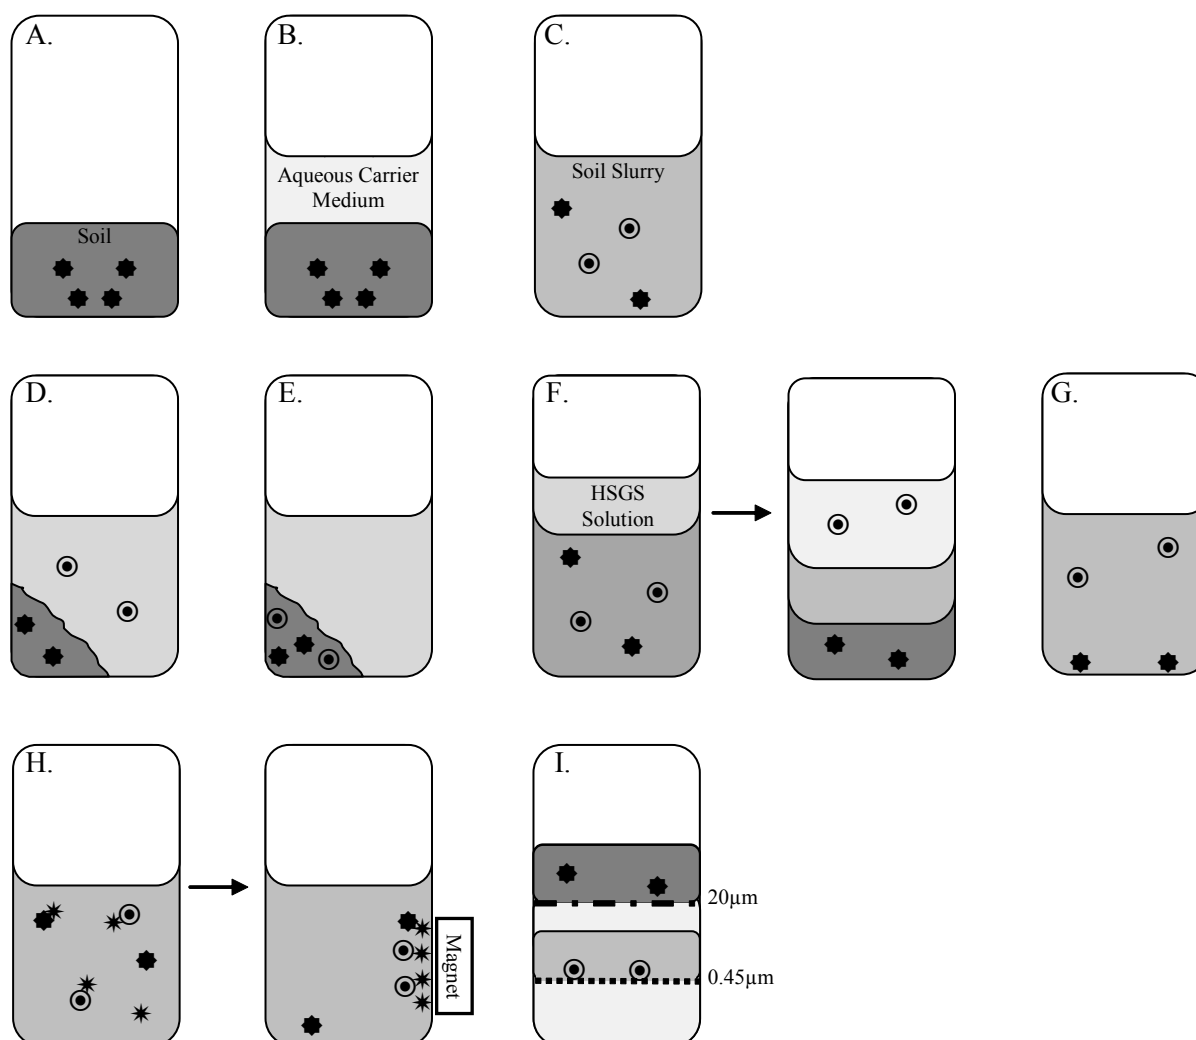 A.
B.
C.
Aqueous Carrier
Medium
Soil Slurry
Soil
D.
E.
F.
G.
HSGS
Solution
H.
I.
20µm
Magnet
0.45µm